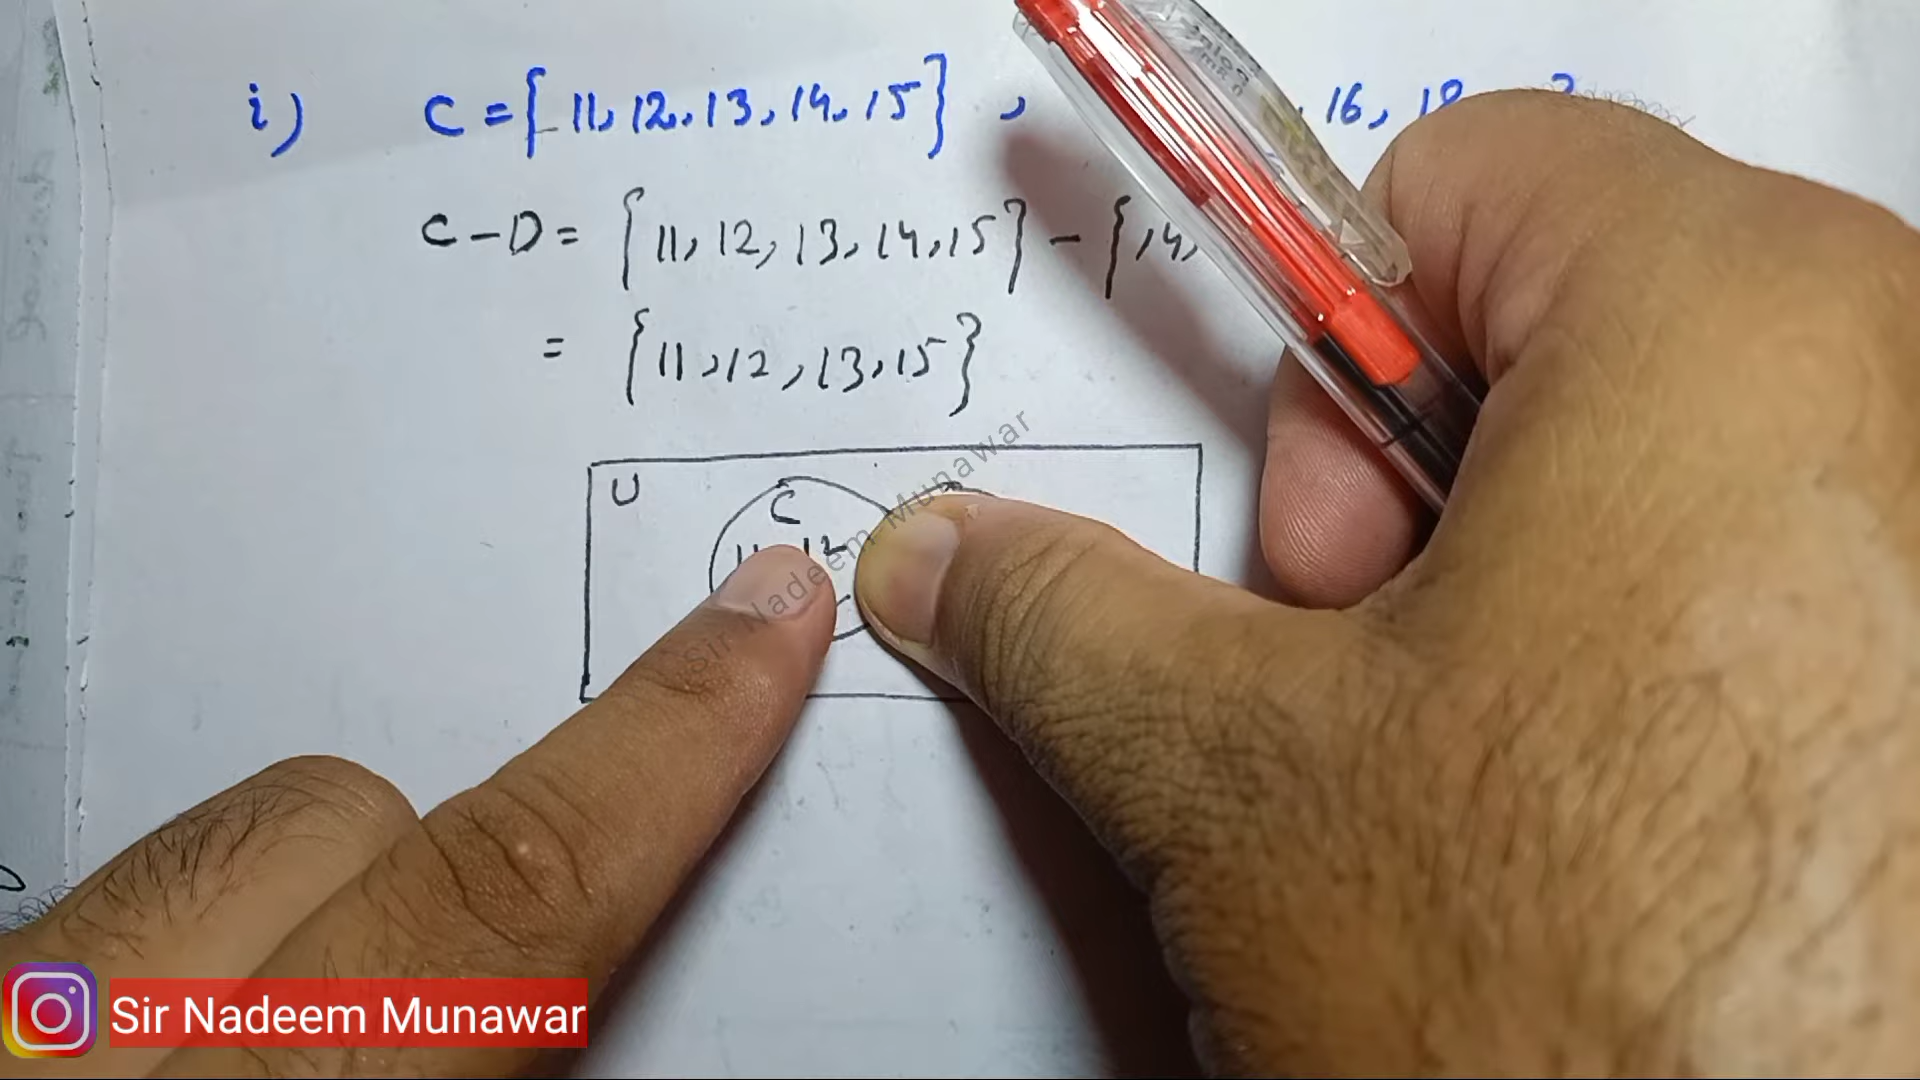 i) C = { 11, 12, 13, 14, 15 } , , 16, 18
C - D = { 11, 12, 13, 14, 15 } - { 14,
= { 11, 12, 13, 15 }
U
C
12
Sir Nadeem Munawar
Sir Nadeem Munawar